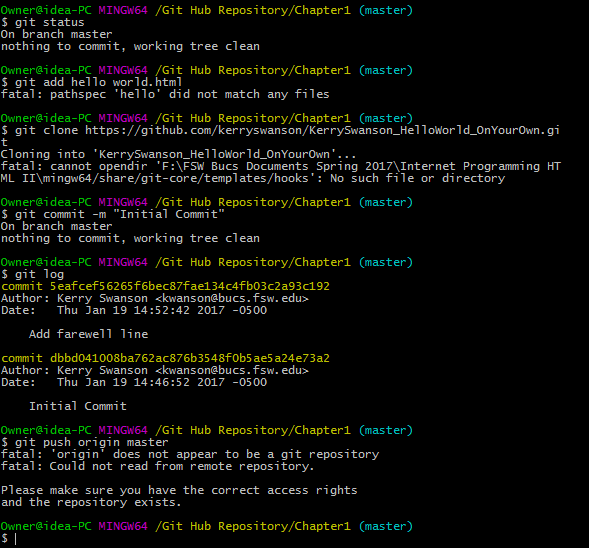 Owner@idea-PC MINGW64 /Git Hub Repository/Chapter1 (master)
$ git status
On branch master
nothing to commit, working tree clean
Owner@idea-PC MINGW64 /Git Hub Repository/Chapter1 (master)
$ git add hello world.html
fatal: pathspec 'hello' did not match any files
Owner@idea-PC MINGW64 /Git Hub Repository/Chapter1 (master)
$ git clone https://github.com/kerryswanson/KerrySwanson_HelloWorld_OnYourOwn.gi
t
Cloning into 'KerrySwanson_HelloWorld_OnYourOwn'...
fatal: cannot opendir 'F:\FSW Bucs Documents Spring 2017\Internet Programming HT
ML II\mingw64/share/git-core/templates/hooks': No such file or directory
Owner@idea-PC MINGW64 /Git Hub Repository/Chapter1 (master)
$ git commit -m "Initial Commit"
On branch master
nothing to commit, working tree clean
Owner@idea-PC MINGW64 /Git Hub Repository/Chapter1 (master)
$ git log
commit 5eafcef56265f6bec87fae134c4fb03c2a93c192
Author: Kerry Swanson <kwanson@bucs.fsw.edu>
Date:   Thu Jan 19 14:52:42 2017 -0500
    Add farewell line
commit dbbd041008ba762ac876b3548f0b5ae5a24e73a2
Author: Kerry Swanson <kwanson@bucs.fsw.edu>
Date:   Thu Jan 19 14:46:52 2017 -0500
    Initial Commit
Owner@idea-PC MINGW64 /Git Hub Repository/Chapter1 (master)
$ git push origin master
fatal: 'origin' does not appear to be a git repository
fatal: Could not read from remote repository.
Please make sure you have the correct access rights
and the repository exists.
Owner@idea-PC MINGW64 /Git Hub Repository/Chapter1 (master)
$